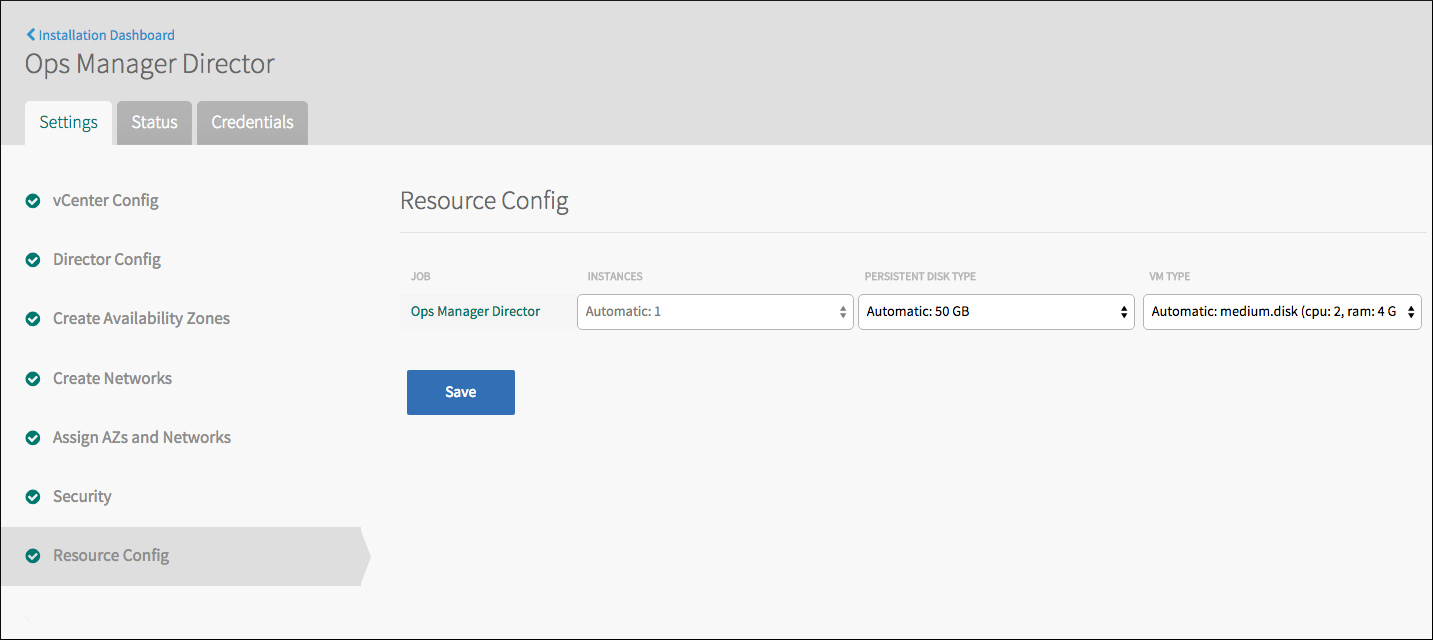 Installation Dashboard
Ops Manager Director
Settings Status Credentials
vCenter Config
Director Config
Create Availability Zones
Create Networks
Assign AZs and Networks
Security
Resource Config
Resource Config
JOB INSTANCES PERSISTENT DISK TYPE VM TYPE
Ops Manager Director Automatic: 1 Automatic: 50 GB Automatic: medium.disk (cpu: 2, ram: 4 G
Save